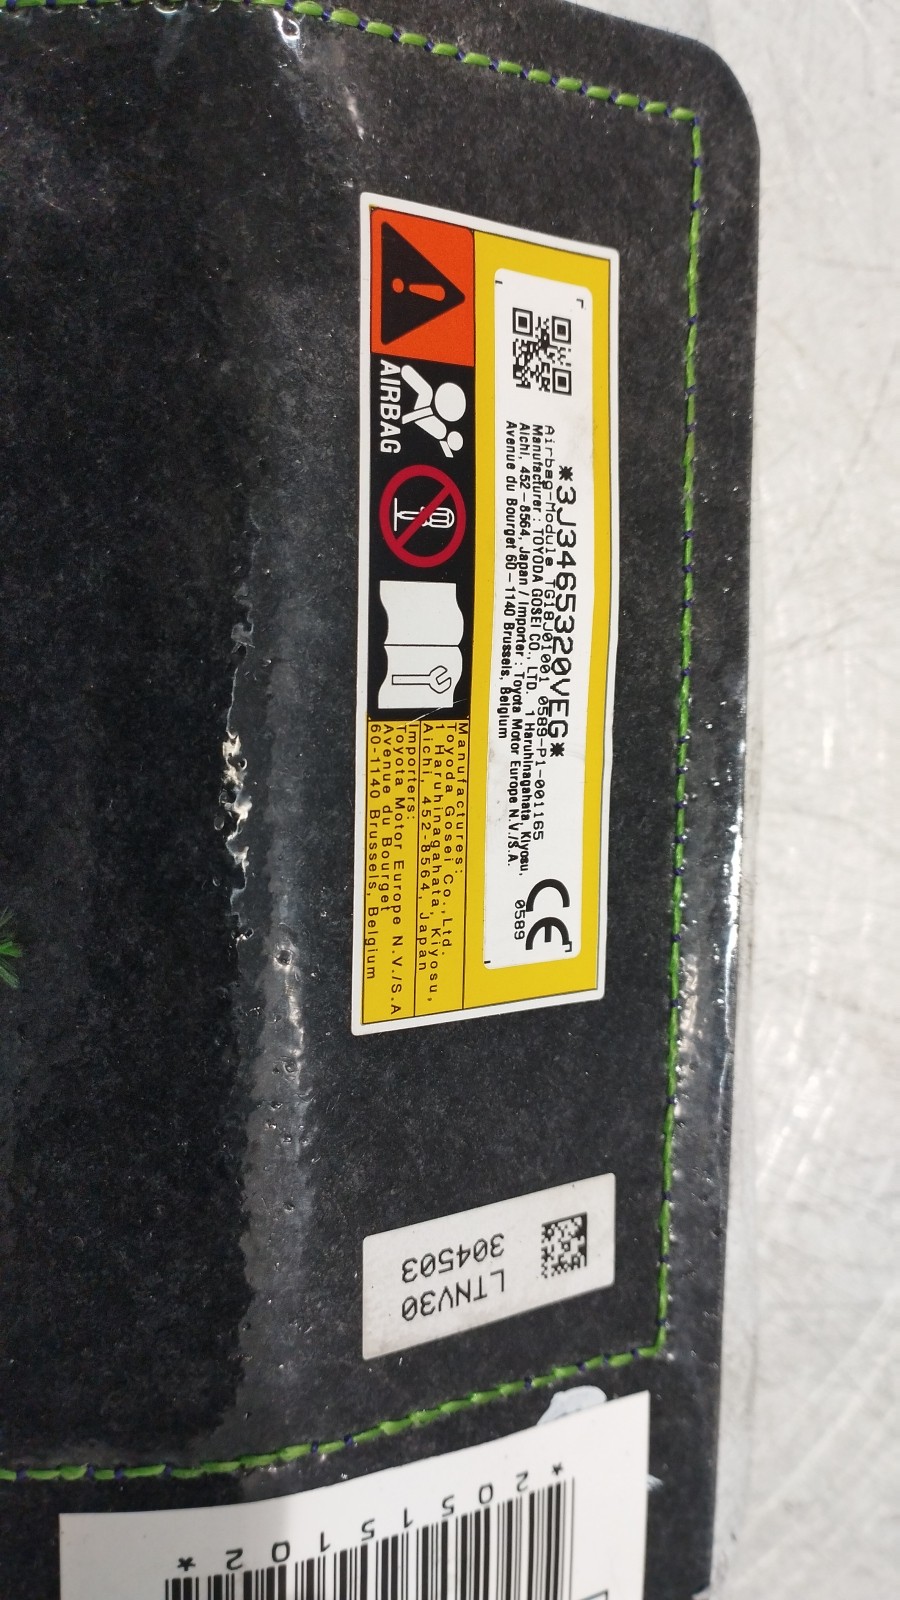 AIRBAG
*3J3465320VEG*
Airbag-Module TG18J01001 0589-P1-001165
Manufacturer : TOYODA GOSEI CO., LTD. 1 Haruhinagahata, Kiyosu,
Aichi, 452-8564, Japan / Importer : Toyota Motor Europe N.V./S.A.
Avenue du Bourget 60 - 1140 Brussels, Belgium
CE
0589
Manufactures:
Toyoda Gosei Co.,Ltd.
1 Haruhinagahata, Kiyosu,
Aichi, 452-8564, Japan
Importers:
Toyota Motor Europe N.V./S.A
Avenue du Bourget
60-1140 Brussels, Belgium
LTNV30
304503
*20515102*